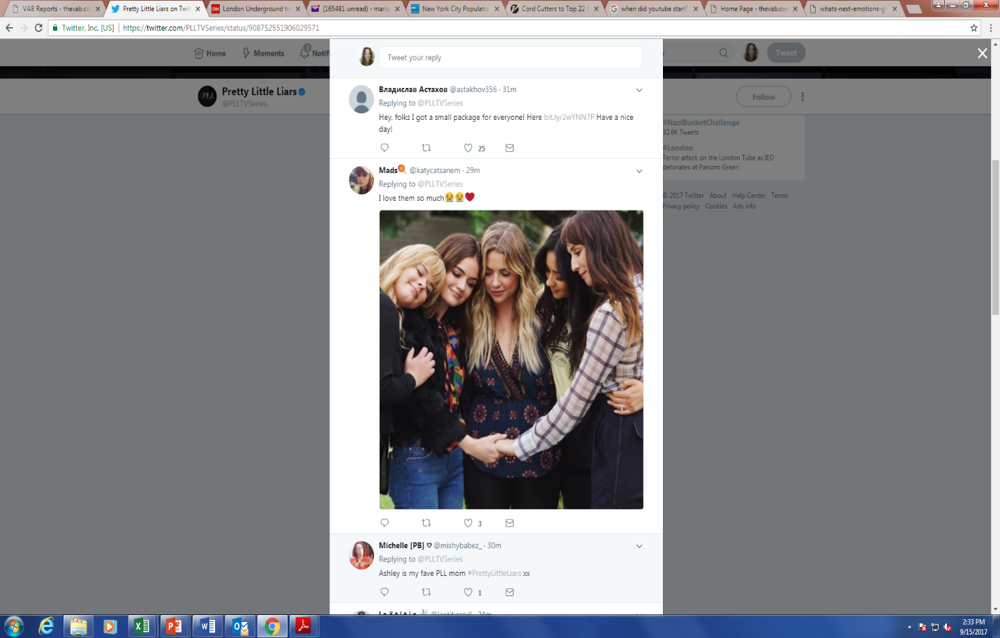 VAB Reports - thevab.co
Pretty Little Liars on Twit
London Underground tra
(165481 unread) - maria
New York City Populatio
Cord Cutters to Top 22
when did youtube start?
Home Page - thevab.com
whats-next-emotions-gi
Twitter, Inc. [US] https://twitter.com/PLLTVSeries/status/908752551906029571
Home Moments 2 Notifi
Tweet
Tweet your reply
PLL
Pretty Little Liars
@PLLTVSeries
Follow
Владислав Астахов @astakhov356 · 31m
Replying to @PLLTVSeries
Hey, folks I got a small package for everyone! Here bit.ly/2wYNN7P Have a nice
day!
25
#NaziBucketChallenge
32.6K Tweets
#London
Terror attack on the London Tube as IED
detonates at Parsons Green
© 2017 Twitter About Help Center Terms
Privacy policy Cookies Ads info
Mads🏓 @katycatsanem · 29m
Replying to @PLLTVSeries
I love them so much😭😭❤
3
Michelle [PB] ♡ @mishybabez_ · 30m
Replying to @PLLTVSeries
Ashley is my fave PLL mom #PrettyLittleLiars xx
1
2:33 PM
9/15/2017